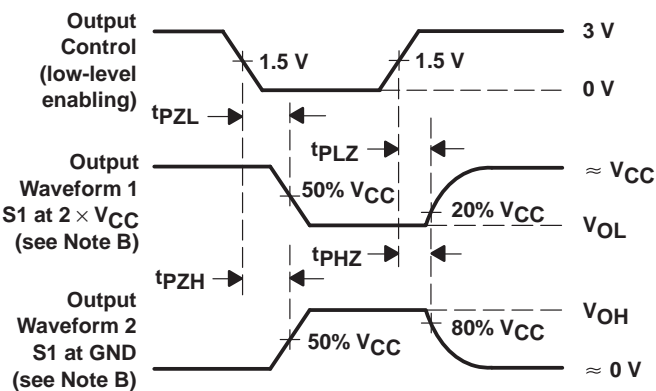 Output
Control
(low-level
enabling)
1.5 V
1.5 V
3 V
0 V
tPZL
tPLZ
Output
Waveform 1
S1 at 2 × VCC
(see Note B)
50% VCC
20% VCC
≈ VCC
VOL
tPZH
tPHZ
Output
Waveform 2
S1 at GND
(see Note B)
50% VCC
80% VCC
VOH
≈ 0 V